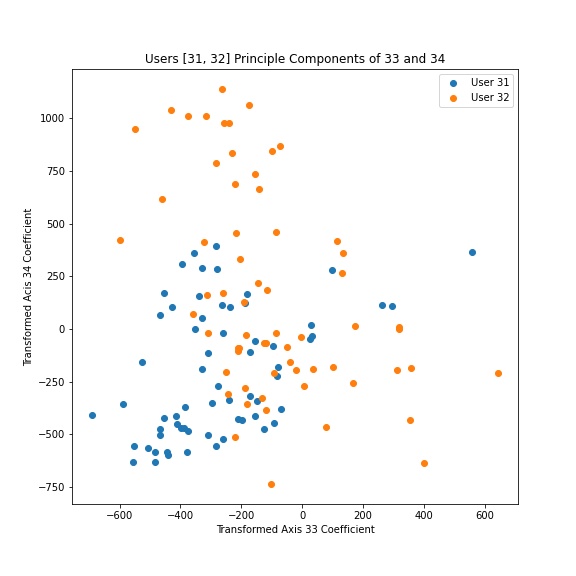 Users [31, 32] Principle Components of 33 and 34
User 31
User 32
Transformed Acis 34 Coefficient
1000
750
500
250
0
−250
−500
−750
−600 −400 −200 0 200 400 600
Transformed Axis 33 Coefficient